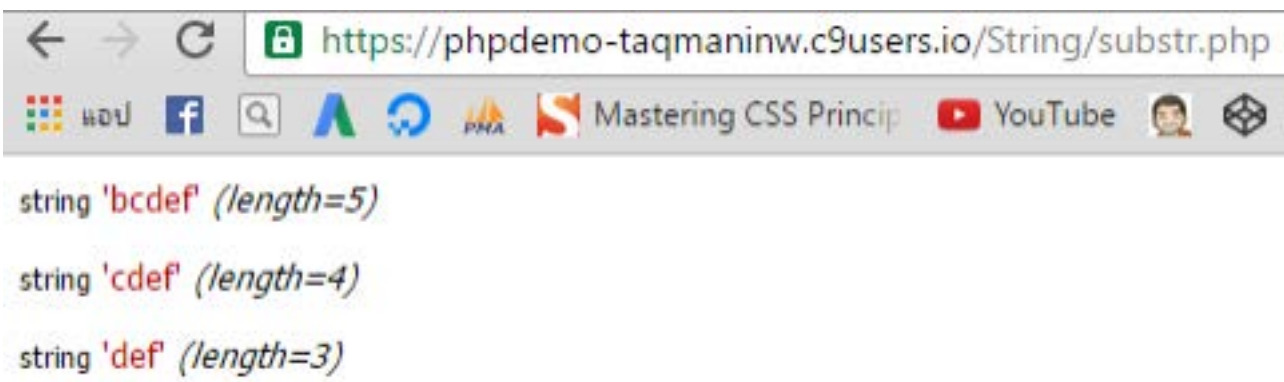 https://phpdemo-taqmaninw.c9users.io/String/substr.php
แอป f PMA S Mastering CSS Princip YouTube
string 'bcdef' (length=5)
string 'cdef' (length=4)
string 'def' (length=3)